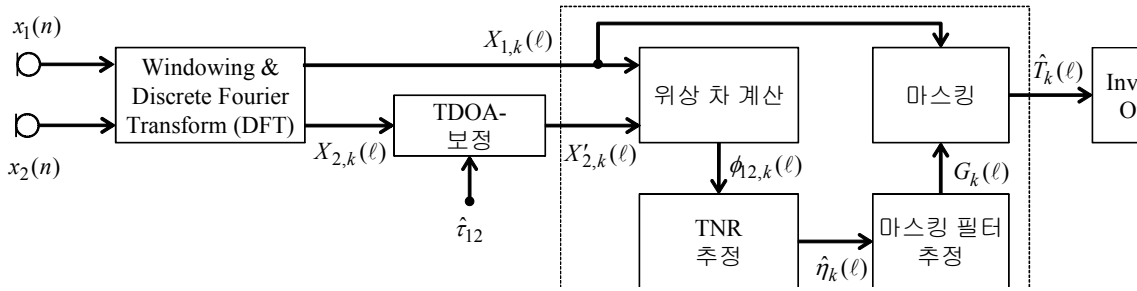 x₁(n)
x₂(n)
Windowing &
Discrete Fourier
Transform (DFT)
X₁,ₖ(ℓ)
X₂,ₖ(ℓ)
TDOA-
보정
τ̂₁₂
X′₂,ₖ(ℓ)
위상 차 계산
ϕ₁₂,ₖ(ℓ)
TNR
추정
η̂ₖ(ℓ)
마스킹
Gₖ(ℓ)
마스킹 필터
추정
T̂ₖ(ℓ)